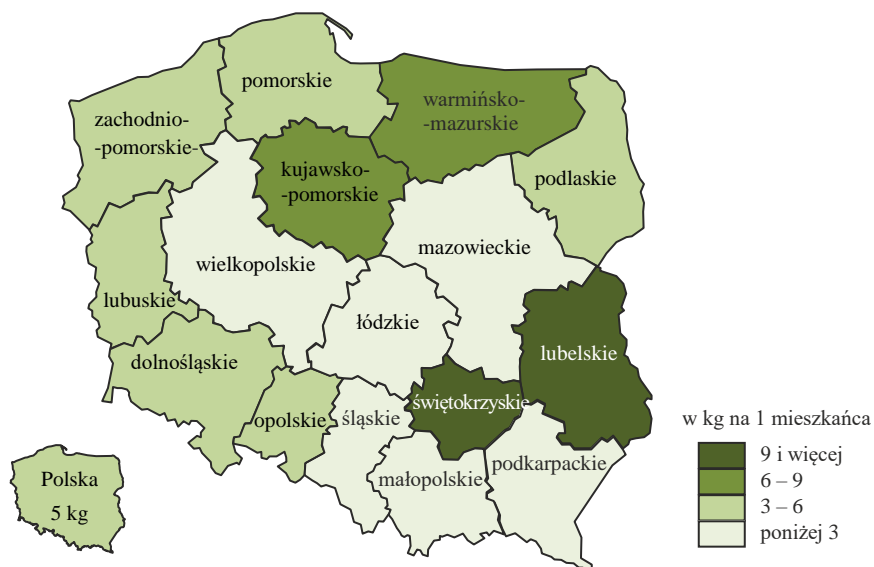 pomorskie
warmińsko-
-mazurskie
zachodnio-
-pomorskie-
kujawsko-
-pomorskie
podlaskie
mazowieckie
wielkopolskie
lubuskie
łódzkie
dolnośląskie
lubelskie
opolskie
śląskie
świętokrzyskie
małopolskie
podkarpackie
Polska
5 kg
w kg na 1 mieszkańca
9 i więcej
6 – 9
3 – 6
poniżej 3